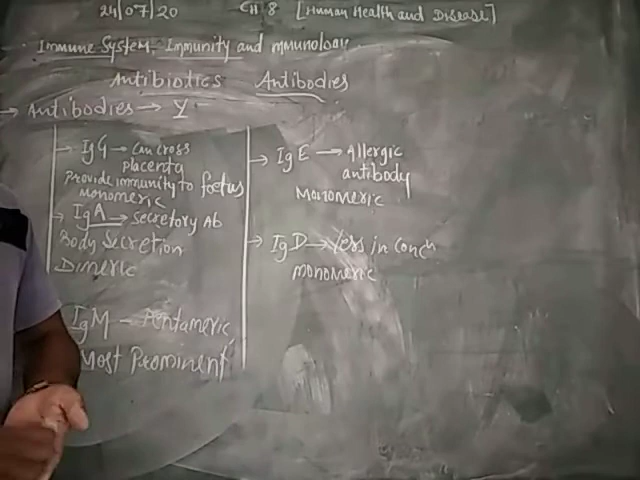 24/07/20 CH 8 [Human Health and Disease]
Immune System, Immunity and mmunology
Antibiotics Antibodies
→ Antibodies → Y
→ IgG → Can cross
placenta
Provide immunity to foetus
monomeric
→ IgA → Secretory Ab
Body Secretion
Dimeric
IgM - Pentameric
Most Prominent
→ IgE → Allergic
antibody
Monomeric
→ IgD → less in concn
monomeric